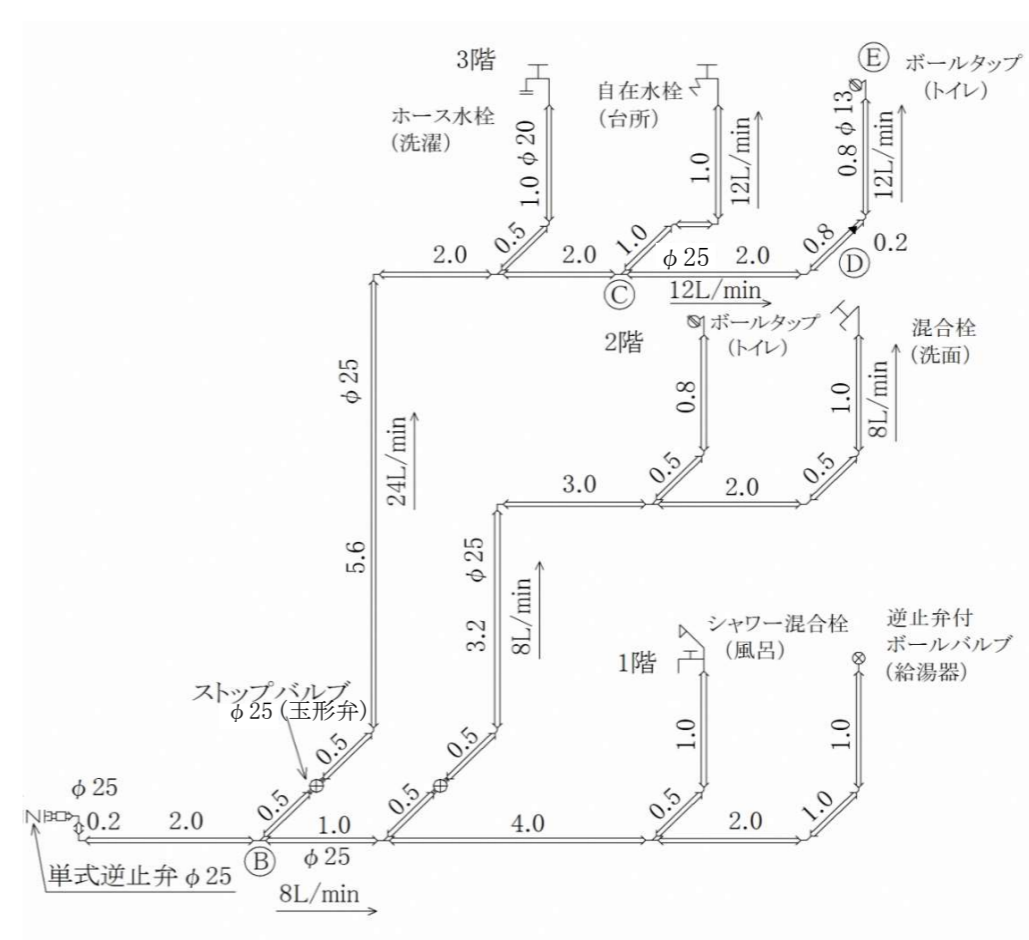 3階
ホース水栓
(洗濯)
1.0 φ20
0.5
2.0
自在水栓
(台所)
1.0
12L/min
1.0
2.0
C
Ⓔ
ボールタップ
(トイレ)
0.8 φ13
12L/min
0.8
0.2
Ⓓ
φ25
2.0
12L/min
φ25
24L/min
5.6
2階
ボールタップ
(トイレ)
0.8
0.5
3.0
混合栓
(洗面)
1.0
8L/min
0.5
2.0
φ25
3.2
8L/min
ストップバルブ
φ25(玉形弁)
0.5
0.5
0.5
0.5
1階
シャワー混合栓
(風呂)
1.0
0.5
4.0
逆止弁付
ボールバルブ
(給湯器)
1.0
1.0
2.0
φ25
N
0.2
2.0
Ⓑ
1.0
φ25
8L/min
単式逆止弁φ25